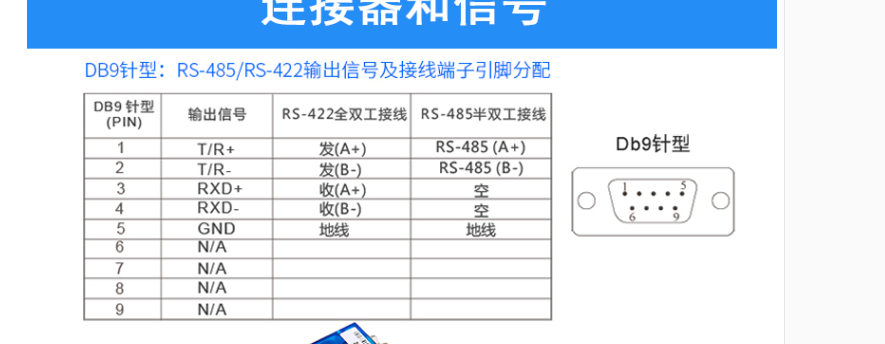 连接器和信号
DB9针型：RS-485/RS-422输出信号及接线端子引脚分配
DB9 针型 (PIN) 输出信号 RS-422全双工接线 RS-485半双工接线
1 T/R+ 发(A+) RS-485 (A+)
2 T/R- 发(B-) RS-485 (B-)
3 RXD+ 收(A+) 空
4 RXD- 收(B-) 空
5 GND 地线 地线
6 N/A
7 N/A
8 N/A
9 N/A
Db9针型
1 5
6 9